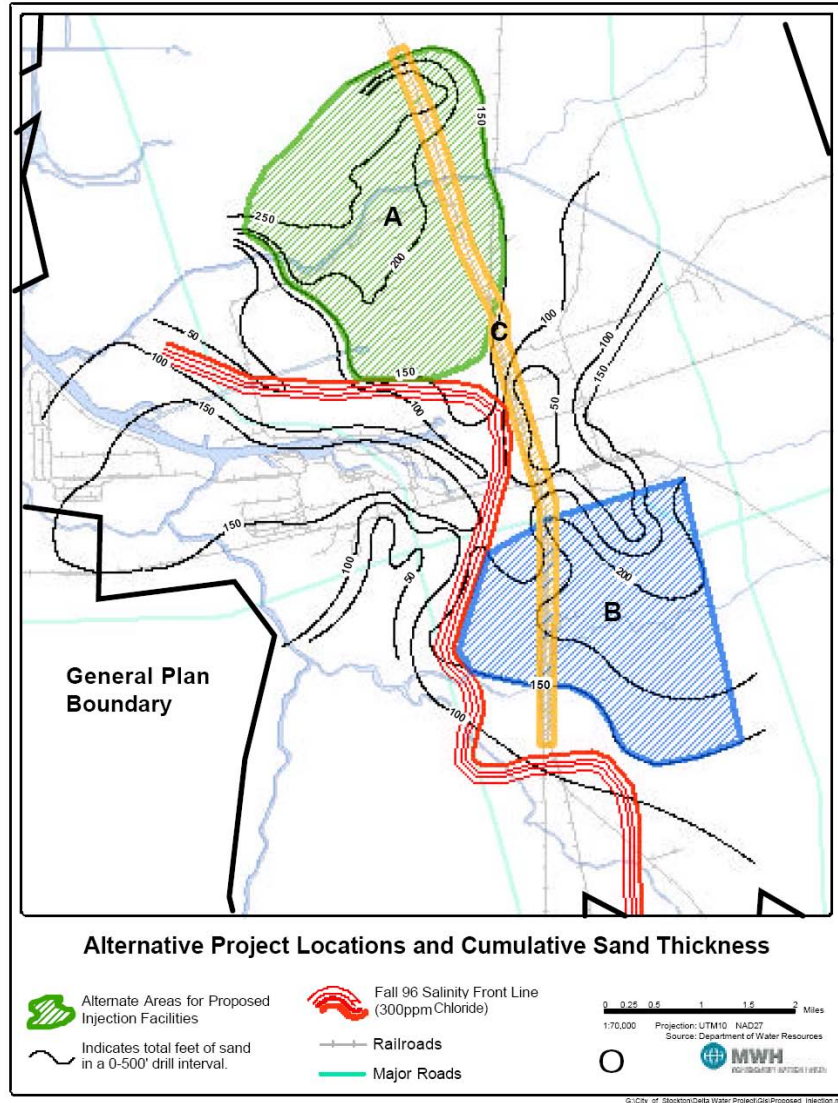 150
A
250
200
C
100
100
150
50
50
100
150
150
100
150
100
50
200
B
150
100
General Plan
Boundary
Alternative Project Locations and Cumulative Sand Thickness
Alternate Areas for Proposed
Injection Facilities
Indicates total feet of sand
in a 0-500' drill interval.
Fall 96 Salinity Front Line
(300ppm Chloride)
Railroads
Major Roads
0 0.25 0.5 1 1.5 2 Miles
1:70,000 Projection: UTM10 NAD27
Source: Department of Water Resources
O
MWH